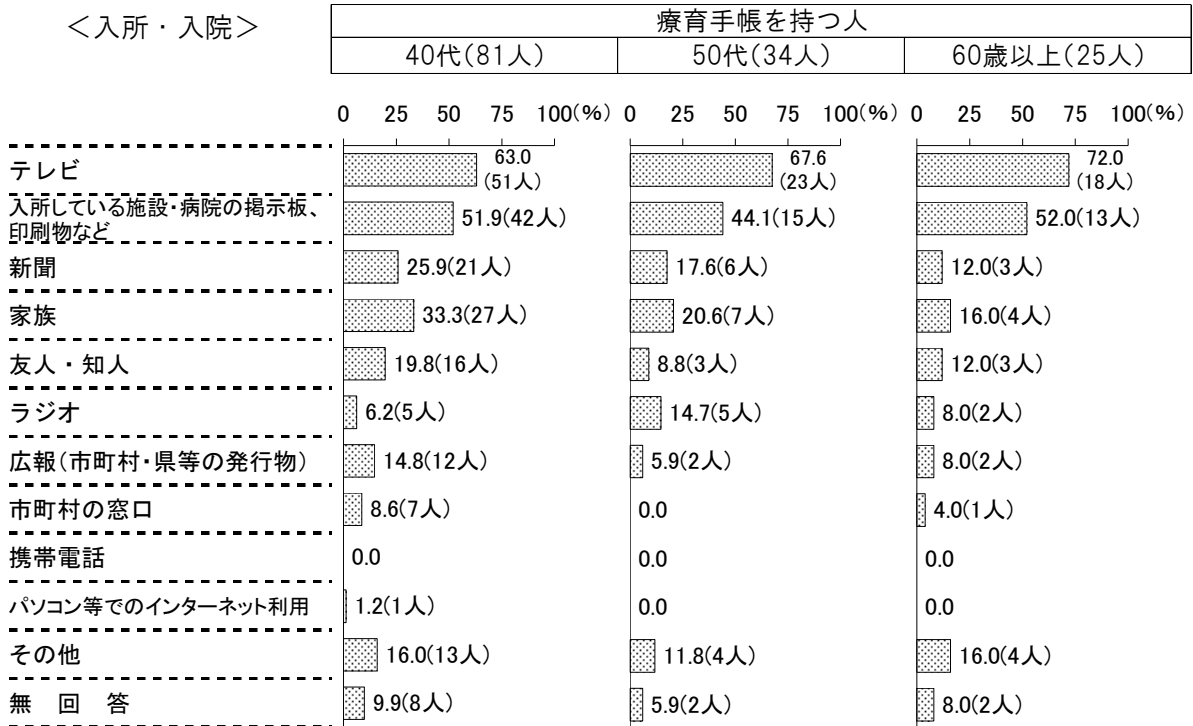 ＜入所・入院＞
療育手帳を持つ人
40代(81人) 50代(34人) 60歳以上(25人)
0 25 50 75 100(%) 0 25 50 75 100(%) 0 25 50 75 100(%)
テレビ 63.0 (51人) 67.6 (23人) 72.0 (18人)
入所している施設・病院の掲示板、
印刷物など 51.9(42人) 44.1(15人) 52.0(13人)
新聞 25.9(21人) 17.6(6人) 12.0(3人)
家族 33.3(27人) 20.6(7人) 16.0(4人)
友人・知人 19.8(16人) 8.8(3人) 12.0(3人)
ラジオ 6.2(5人) 14.7(5人) 8.0(2人)
広報(市町村・県等の発行物) 14.8(12人) 5.9(2人) 8.0(2人)
市町村の窓口 8.6(7人) 0.0 4.0(1人)
携帯電話 0.0 0.0 0.0
パソコン等でのインターネット利用 1.2(1人) 0.0 0.0
その他 16.0(13人) 11.8(4人) 16.0(4人)
無 回 答 9.9(8人) 5.9(2人) 8.0(2人)